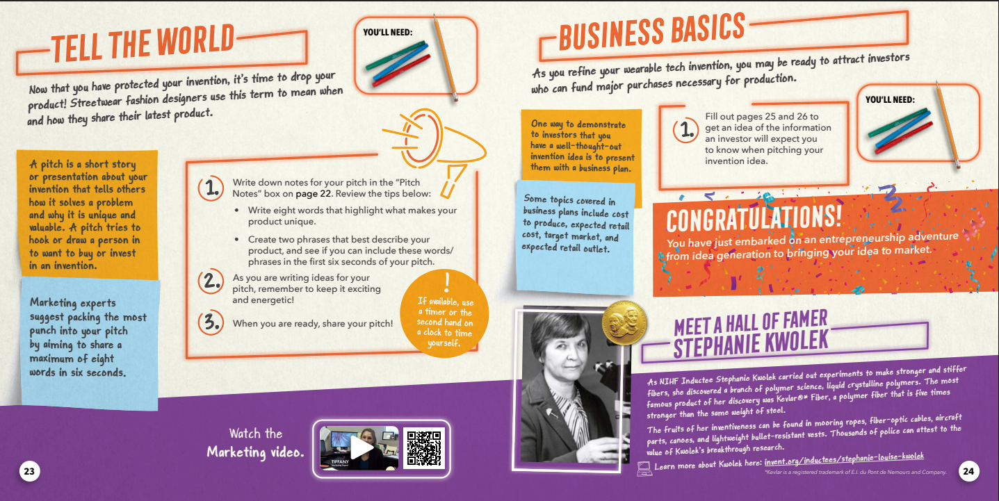 TELL THE WORLD
YOU'LL NEED:
Now that you have protected your invention, it's time to drop your
product! Streetwear fashion designers use this term to mean when
and how they share their latest product.
A pitch is a short story
or presentation about your
invention that tells others
how it solves a problem
and why it is unique and
valuable. A pitch tries to
hook or draw a person in
to want to buy or invest
in an invention.
Marketing experts
suggest packing the most
punch into your pitch
by aiming to share a
maximum of eight
words in six seconds.
1.
Write down notes for your pitch in the "Pitch
Notes" box on page 22. Review the tips below:
• Write eight words that highlight what makes your
product unique.
• Create two phrases that best describe your
product, and see if you can include these words/
phrases in the first six seconds of your pitch.
2.
As you are writing ideas for your
pitch, remember to keep it exciting
and energetic!
3.
When you are ready, share your pitch!
!
If available, use
a timer or the
second hand on
a clock to time
yourself.
Watch the
Marketing video.
TIFFANY
Marketing Expert
23
BUSINESS BASICS
As you refine your wearable tech invention, you may be ready to attract investors
who can fund major purchases necessary for production.
YOU'LL NEED:
One way to demonstrate
to investors that you
have a well-thought-out
invention idea is to present
them with a business plan.
Some topics covered in
business plans include cost
to produce, expected retail
cost, target market, and
expected retail outlet.
1.
Fill out pages 25 and 26 to
get an idea of the information
an investor will expect you
to know when pitching your
invention idea.
CONGRATULATIONS!
You have just embarked on an entrepreneurship adventure
from idea generation to bringing your idea to market.
MEET A HALL OF FAMER
STEPHANIE KWOLEK
As NIHF Inductee Stephanie Kwolek carried out experiments to make stronger and stiffer
fibers, she discovered a branch of polymer science, liquid crystalline polymers. The most
famous product of her discovery was Kevlar®* Fiber, a polymer fiber that is five times
stronger than the same weight of steel.
The fruits of her inventiveness can be found in mooring ropes, fiber-optic cables, aircraft
parts, canoes, and lightweight bullet-resistant vests. Thousands of police can attest to the
value of Kwolek's breakthrough research.
Learn more about Kwolek here: invent.org/inductees/stephanie-louise-kwolek
*Kevlar is a registered trademark of E.I. du Pont de Nemours and Company.
24